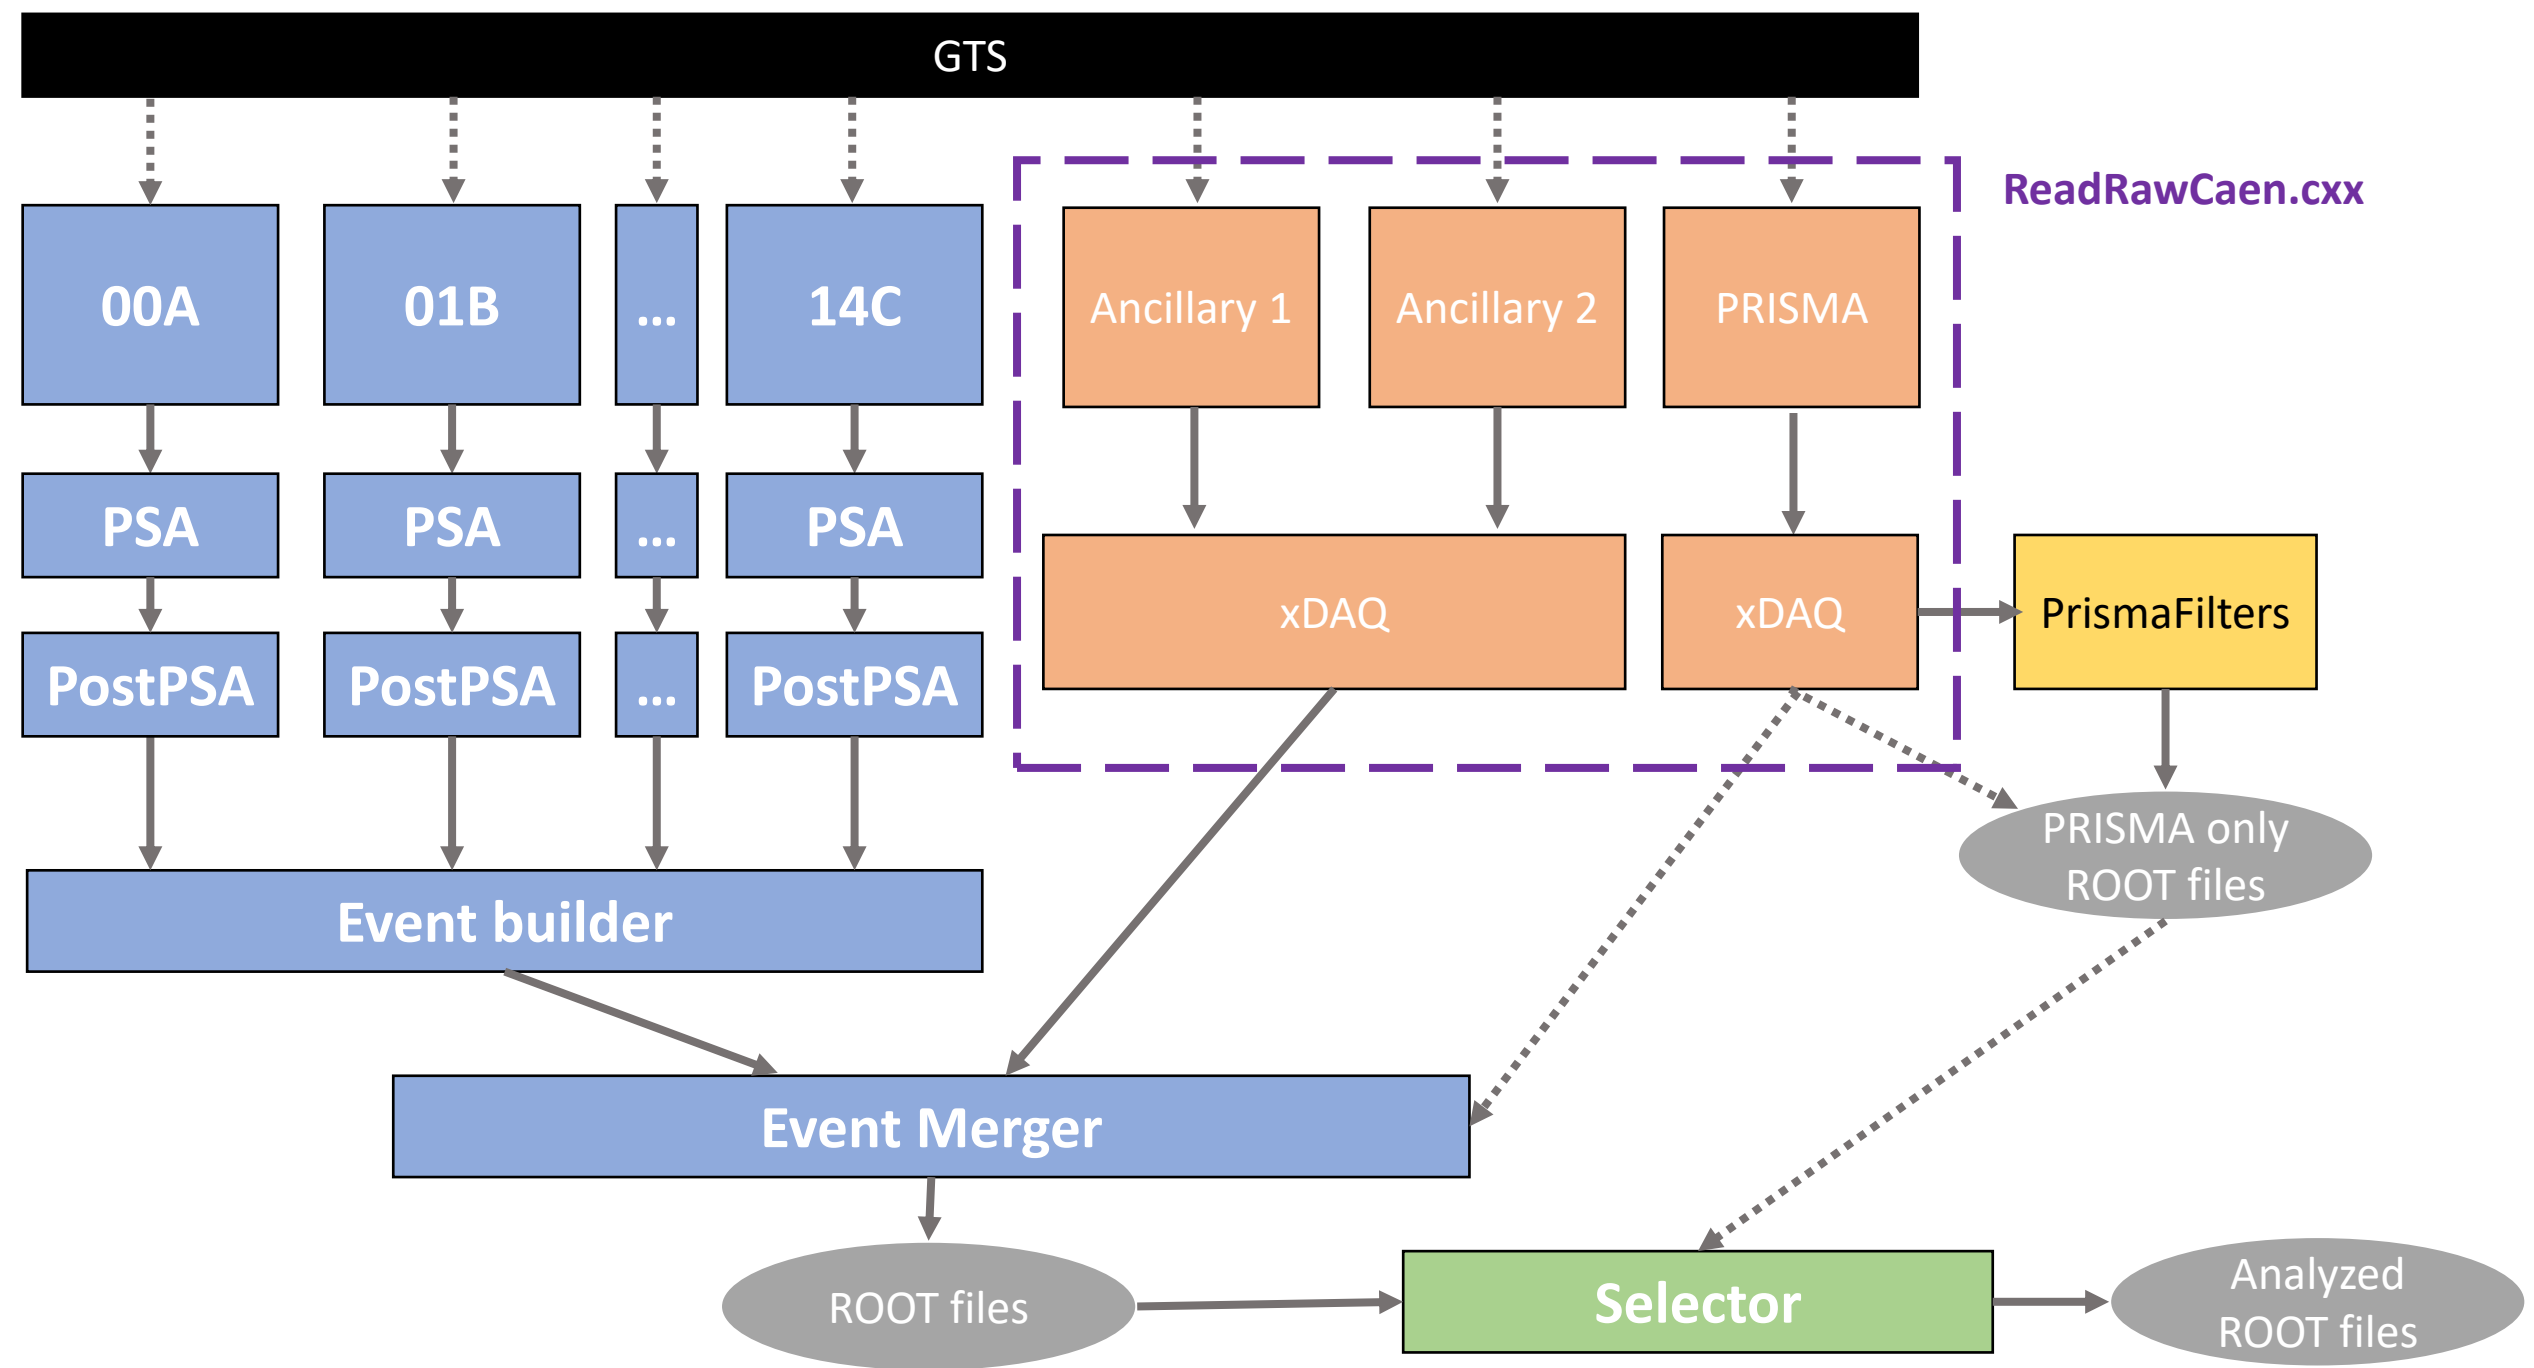 GTS
ReadRawCaen.cxx
00A
01B
...
14C
Ancillary 1
Ancillary 2
PRISMA
PSA
PSA
...
PSA
xDAQ
xDAQ
PrismaFilters
PostPSA
PostPSA
...
PostPSA
PRISMA only
ROOT files
Event builder
Event Merger
ROOT files
Selector
Analyzed
ROOT files